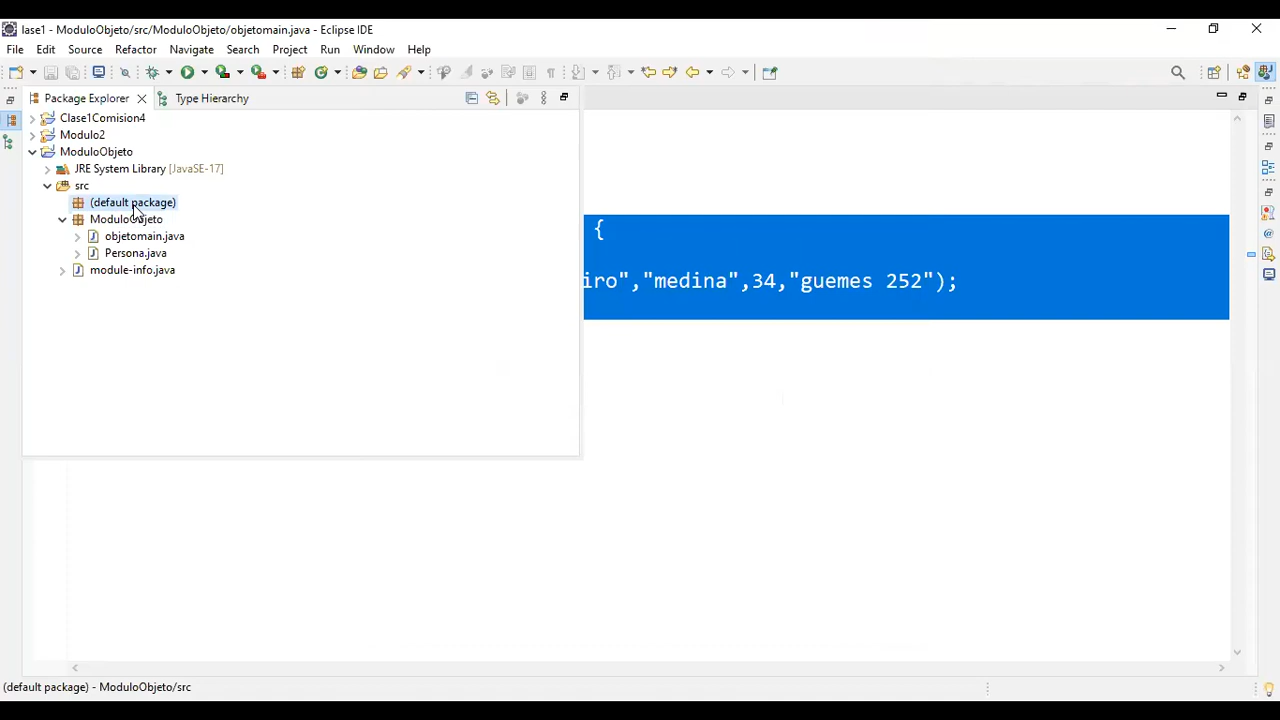 lase1 - ModuloObjeto/src/ModuloObjeto/objetomain.java - Eclipse IDE
File Edit Source Refactor Navigate Search Project Run Window Help
Package Explorer Type Hierarchy
Clase1Comision4
Modulo2
ModuloObjeto
JRE System Library [JavaSE-17]
src
(default package)
ModuloObjeto
{
objetomain.java
Persona.java
module-info.java
iro","medina",34,"guemes 252");
(default package) - ModuloObjeto/src